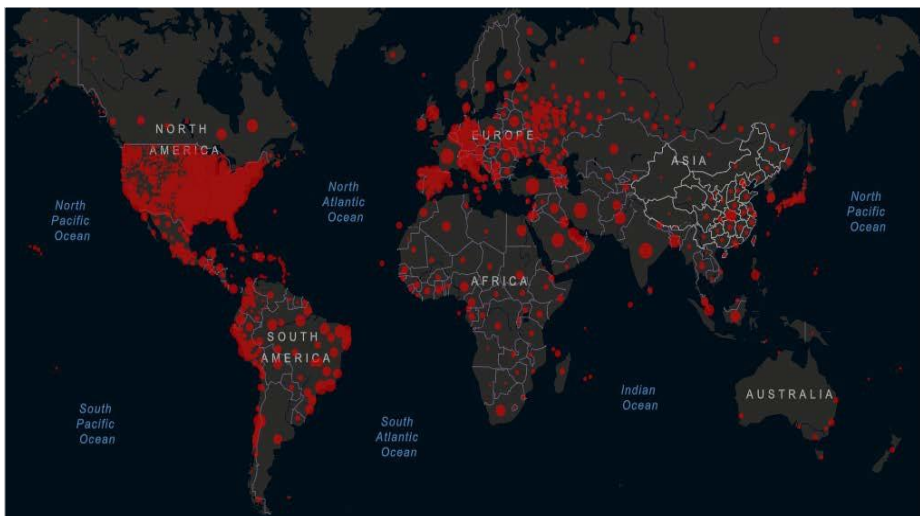 NORTH
AMERICA
EUROPE
ASIA
North
Pacific
Ocean
North
Atlantic
Ocean
North
Pacific
Ocean
AFRICA
SOUTH
AMERICA
Indian
Ocean
AUSTRALIA
South
Pacific
Ocean
South
Atlantic
Ocean